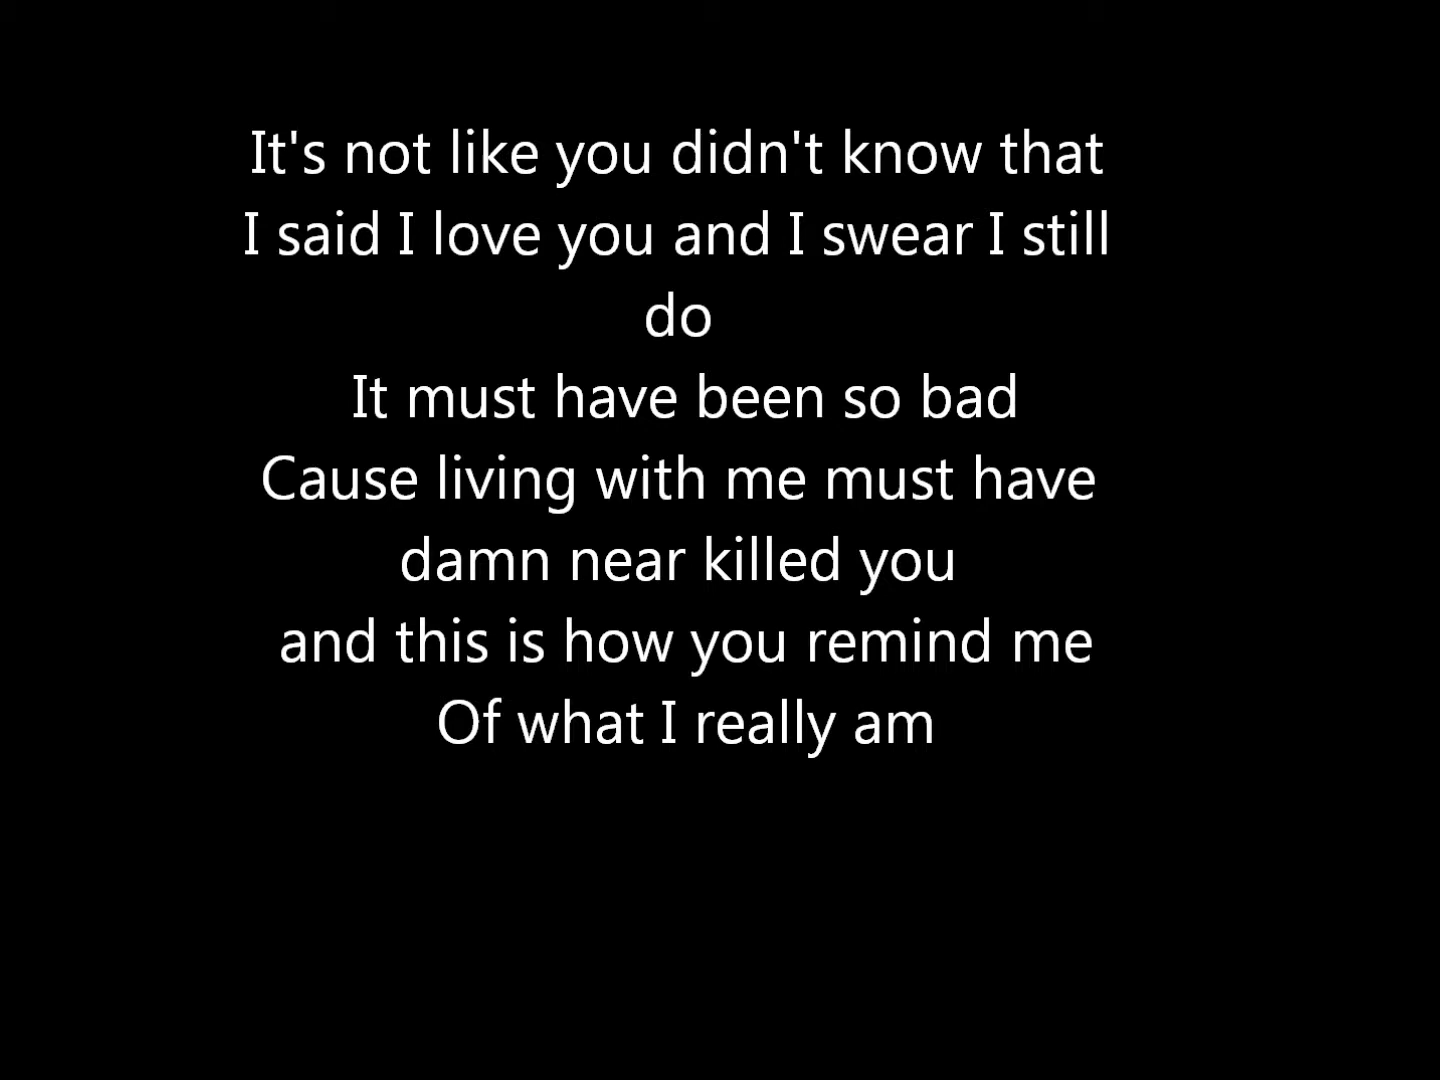 It's not like you didn't know that
I said I love you and I swear I still
do
It must have been so bad
Cause living with me must have
damn near killed you
and this is how you remind me
Of what I really am